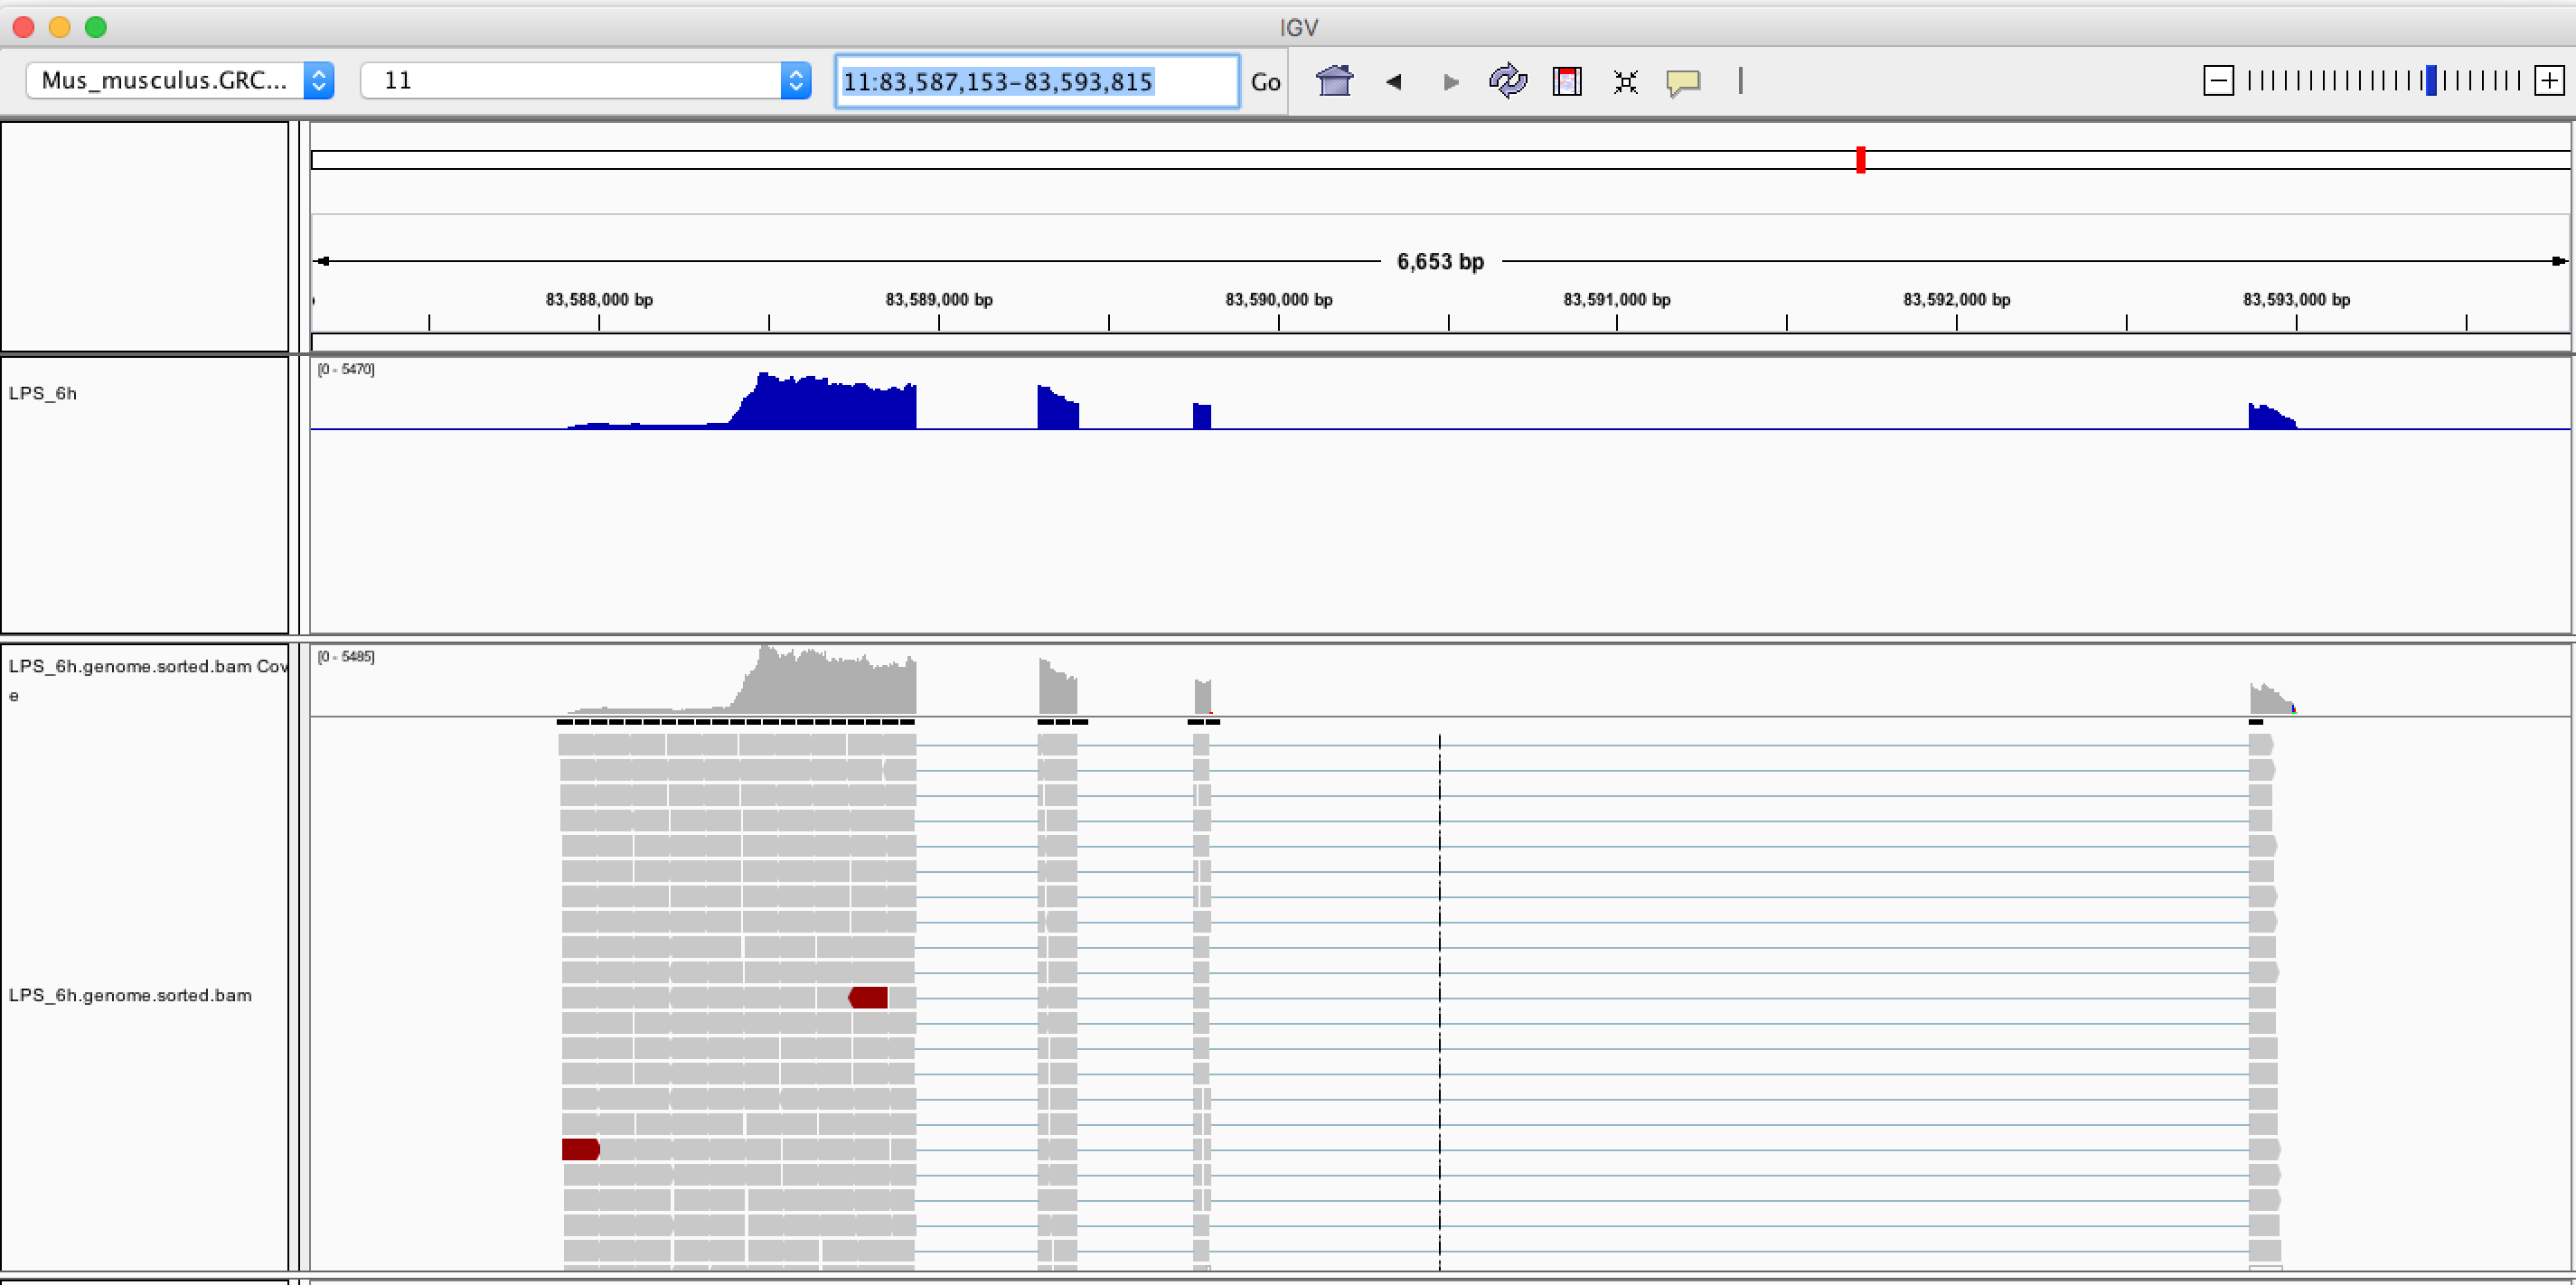 IGV
Mus_musculus.GRC... 11 11:83,587,153-83,593,815 Go
6,653 bp
83,588,000 bp 83,589,000 bp 83,590,000 bp 83,591,000 bp 83,592,000 bp 83,593,000 bp
[0 - 5470]
LPS_6h
[0 - 5485]
LPS_6h.genome.sorted.bam Cov
e
LPS_6h.genome.sorted.bam